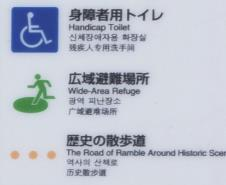 身障者用トイレ
Handicap Toilet
신체장애자용 화장실
残疾人专用洗手间
広域避難場所
Wide-Area Refuge
광역 피난장소
广域避难场所
歴史の散歩道
The Road of Ramble Around Historic Scen
역사의 산책로
历史散步道